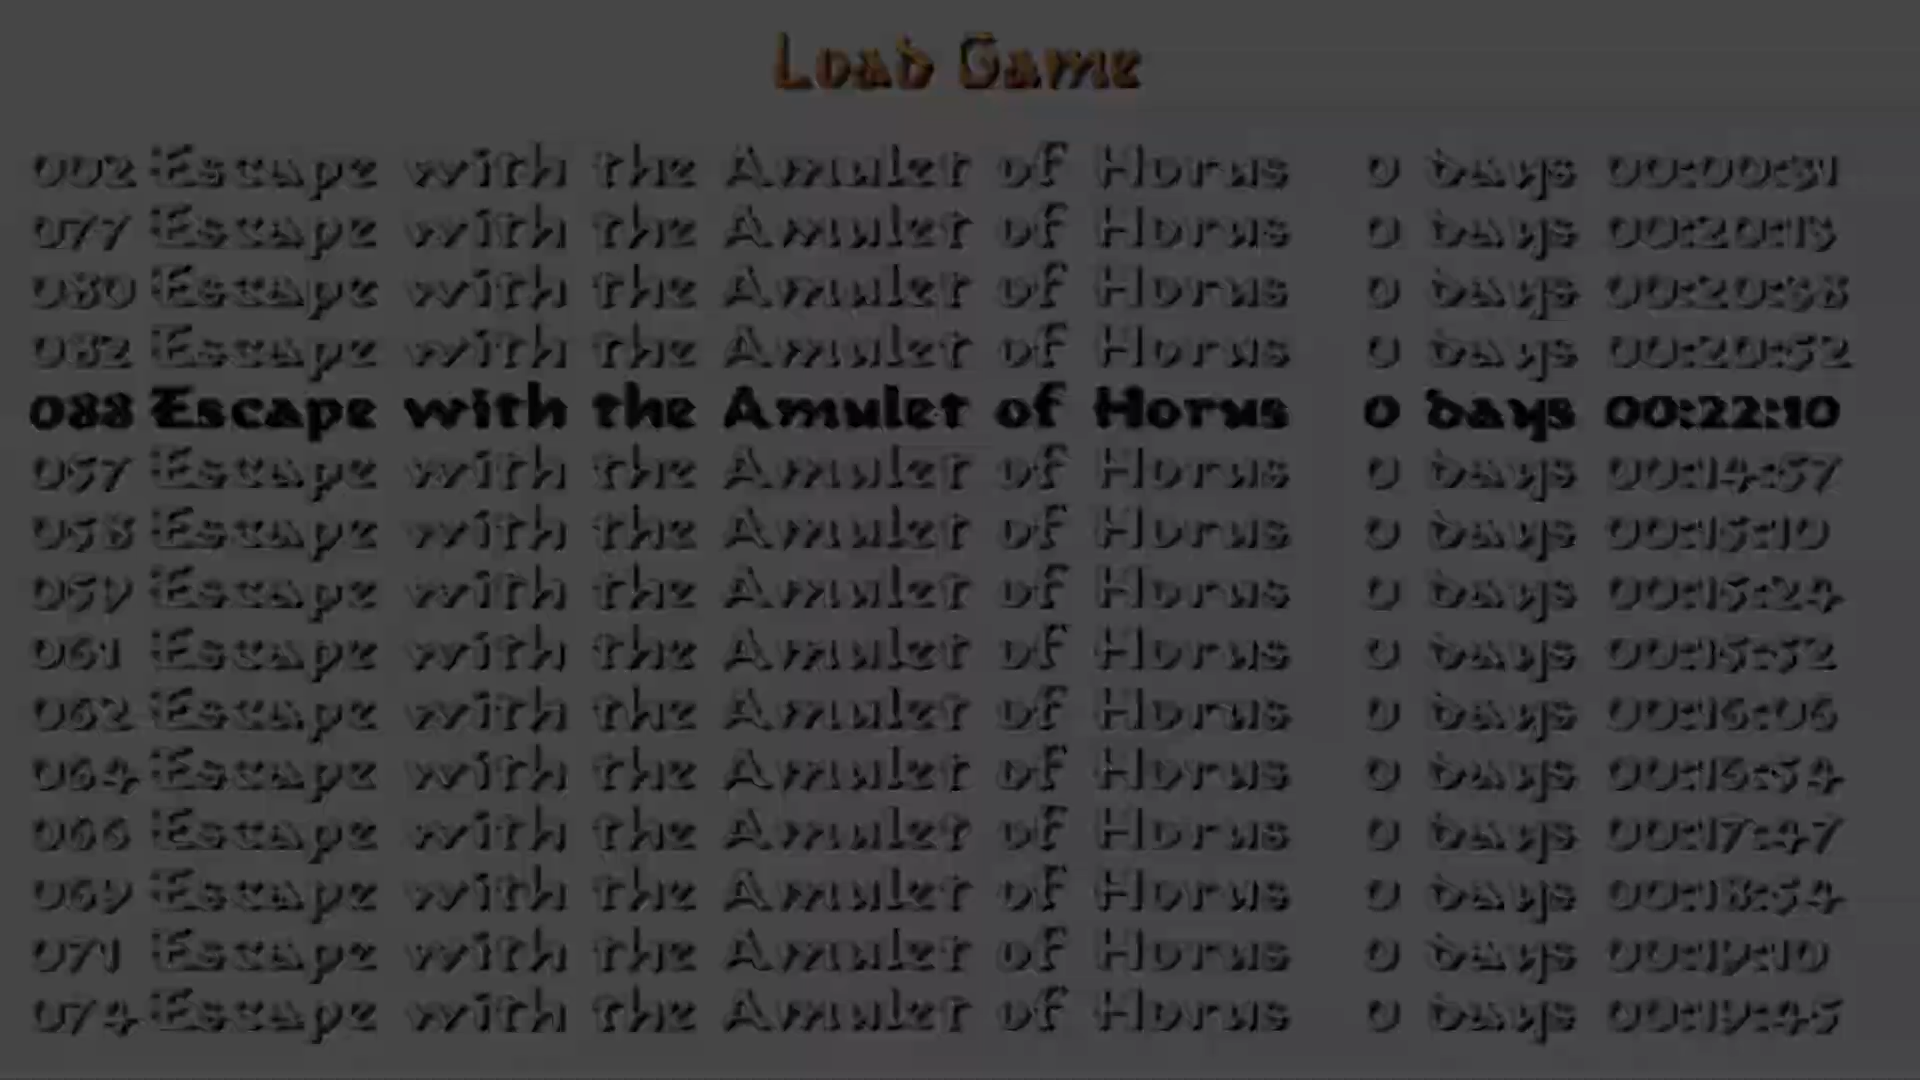 Load Game
002 Escape with the Amulet of Horus 0 days 00:00:31
077 Escape with the Amulet of Horus 0 days 00:20:13
080 Escape with the Amulet of Horus 0 days 00:20:38
082 Escape with the Amulet of Horus 0 days 00:20:52
088 Escape with the Amulet of Horus 0 days 00:22:10
057 Escape with the Amulet of Horus 0 days 00:14:57
058 Escape with the Amulet of Horus 0 days 00:15:10
059 Escape with the Amulet of Horus 0 days 00:15:24
061 Escape with the Amulet of Horus 0 days 00:15:52
062 Escape with the Amulet of Horus 0 days 00:16:06
064 Escape with the Amulet of Horus 0 days 00:16:54
066 Escape with the Amulet of Horus 0 days 00:17:47
069 Escape with the Amulet of Horus 0 days 00:18:54
071 Escape with the Amulet of Horus 0 days 00:19:10
074 Escape with the Amulet of Horus 0 days 00:19:45